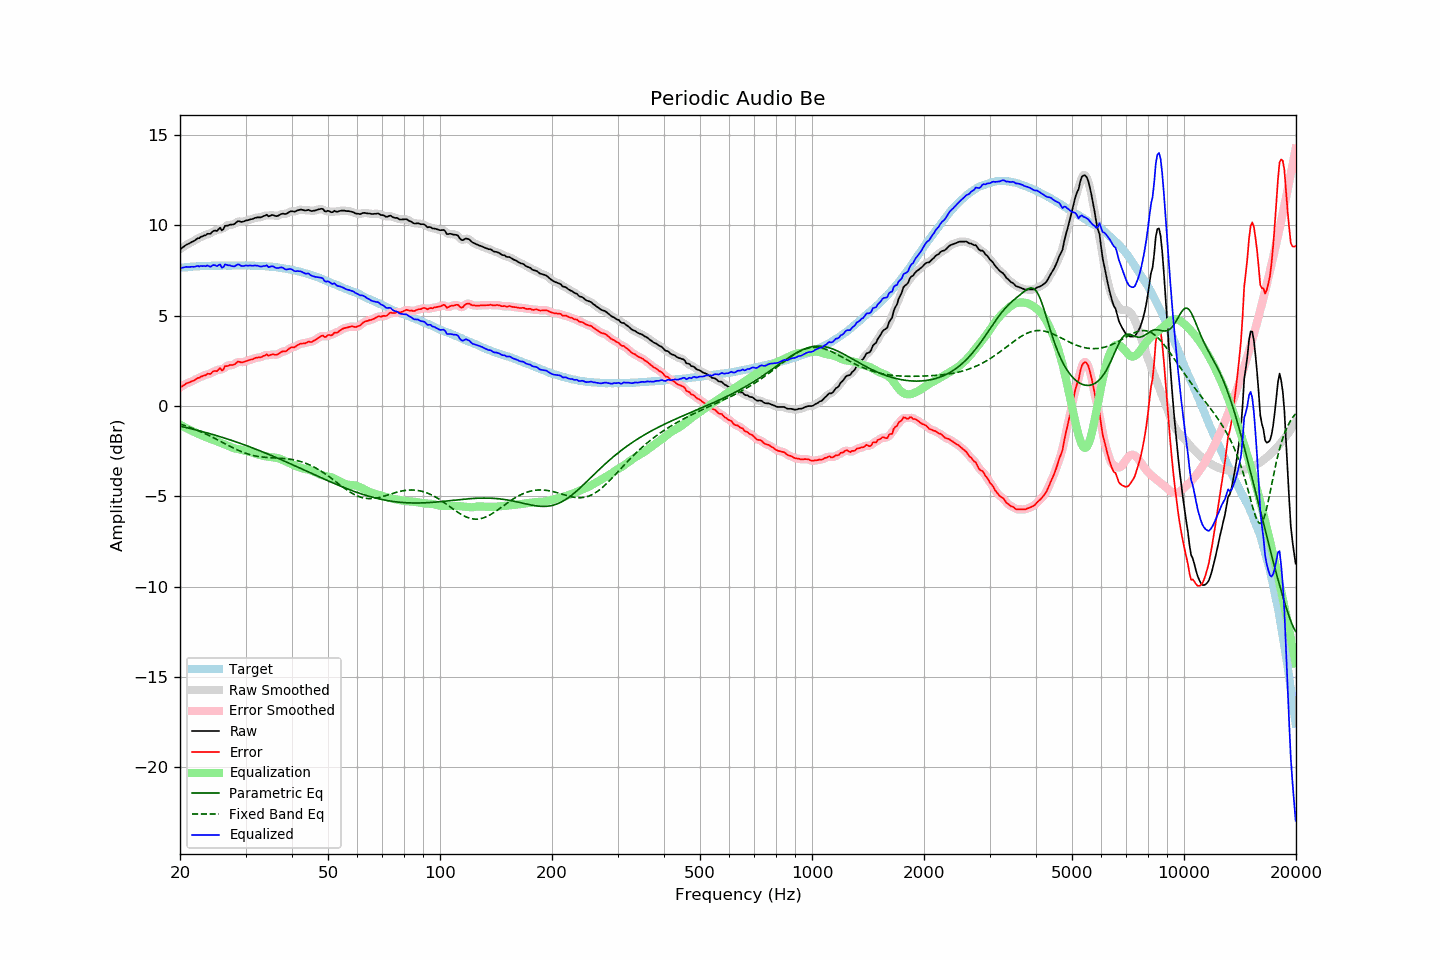 Periodic Audio Be
Amplitude (dBr)
15
10
5
0
−5
−10
−15
−20
Target
Raw Smoothed
Error Smoothed
Raw
Error
Equalization
Parametric Eq
Fixed Band Eq
Equalized
20 50 100 200 500 1000 2000 5000 10000 20000
Frequency (Hz)